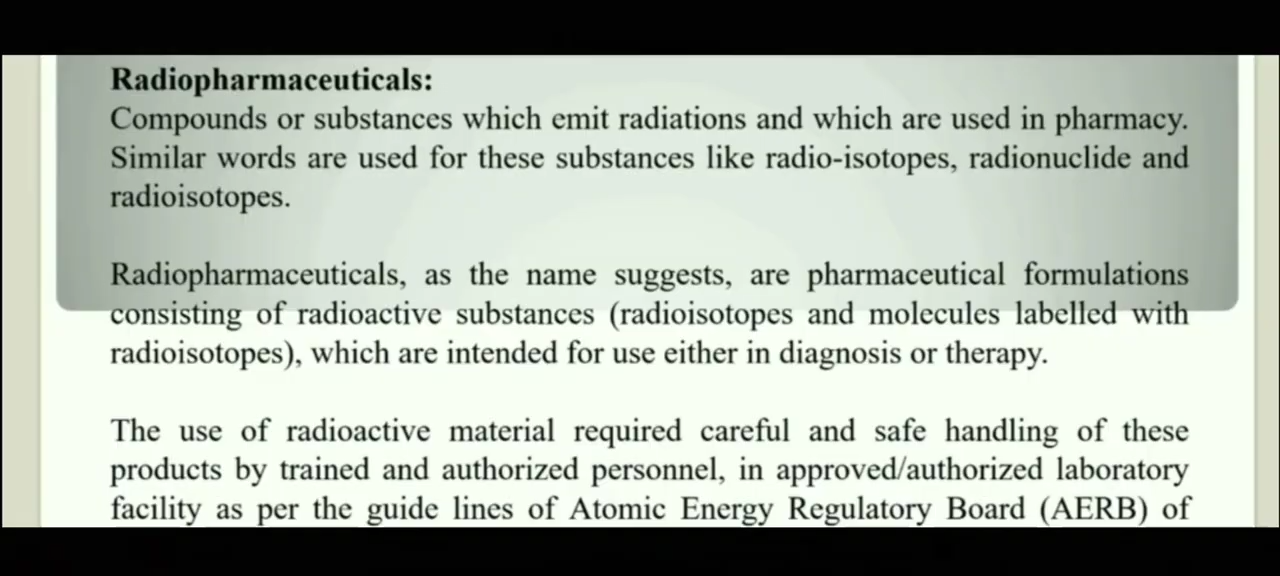 Radiopharmaceuticals:
Compounds or substances which emit radiations and which are used in pharmacy.
Similar words are used for these substances like radio-isotopes, radionuclide and
radioisotopes.
Radiopharmaceuticals, as the name suggests, are pharmaceutical formulations
consisting of radioactive substances (radioisotopes and molecules labelled with
radioisotopes), which are intended for use either in diagnosis or therapy.
The use of radioactive material required careful and safe handling of these
products by trained and authorized personnel, in approved/authorized laboratory
facility as per the guide lines of Atomic Energy Regulatory Board (AERB) of